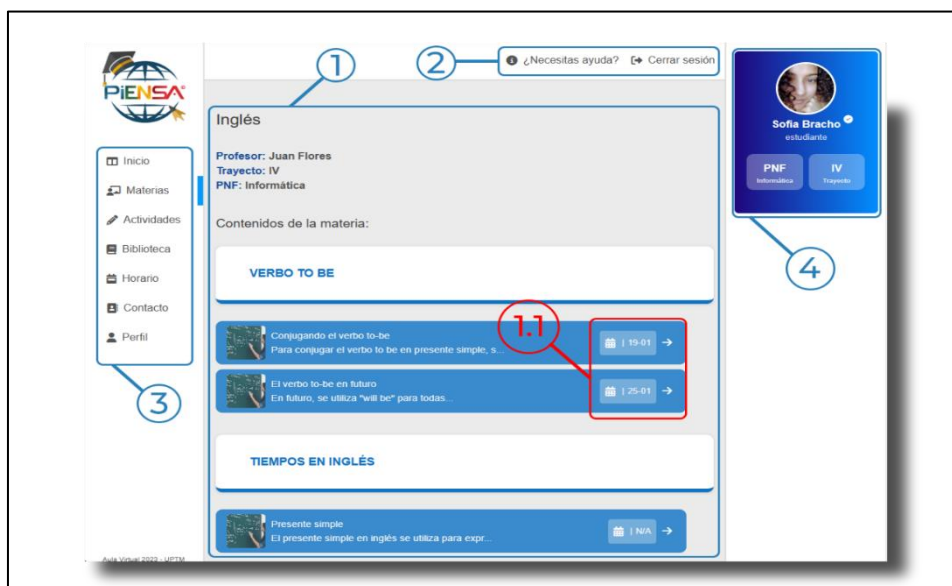 PiENSA
Inicio
Materias
Actividades
Biblioteca
Horario
Contacto
Perfil
3
Aula Virtual 2023 - UPTM
1
2
¿Necesitas ayuda?
Cerrar sesión
Inglés
Profesor: Juan Flores
Trayecto: IV
PNF: Informática
Contenidos de la materia:
VERBO TO BE
1.1
Conjugando el verbo to-be
Para conjugar el verbo to be en presente simple, s...
| 19-01
El verbo to-be en futuro
En futuro, se utiliza "will be" para todas...
| 25-01
TIEMPOS EN INGLÉS
Presente simple
El presente simple en inglés se utiliza para expr...
| N/A
Sofia Bracho
estudiante
PNF
Informática
IV
Trayecto
4